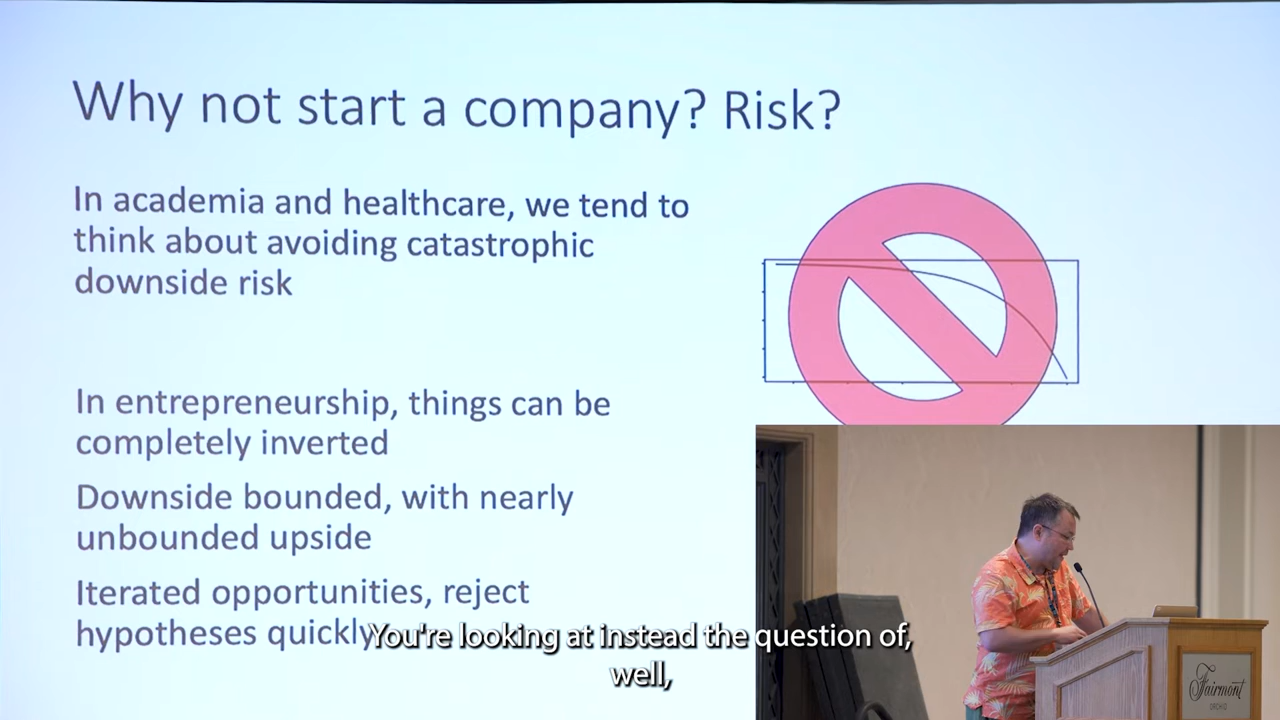 Why not start a company? Risk?
In academia and healthcare, we tend to
think about avoiding catastrophic
downside risk
In entrepreneurship, things can be
completely inverted
Downside bounded, with nearly
unbounded upside
Iterated opportunities, reject
hypotheses quickly
You're looking at instead the question of,
well,
Fairmont
ORCHID